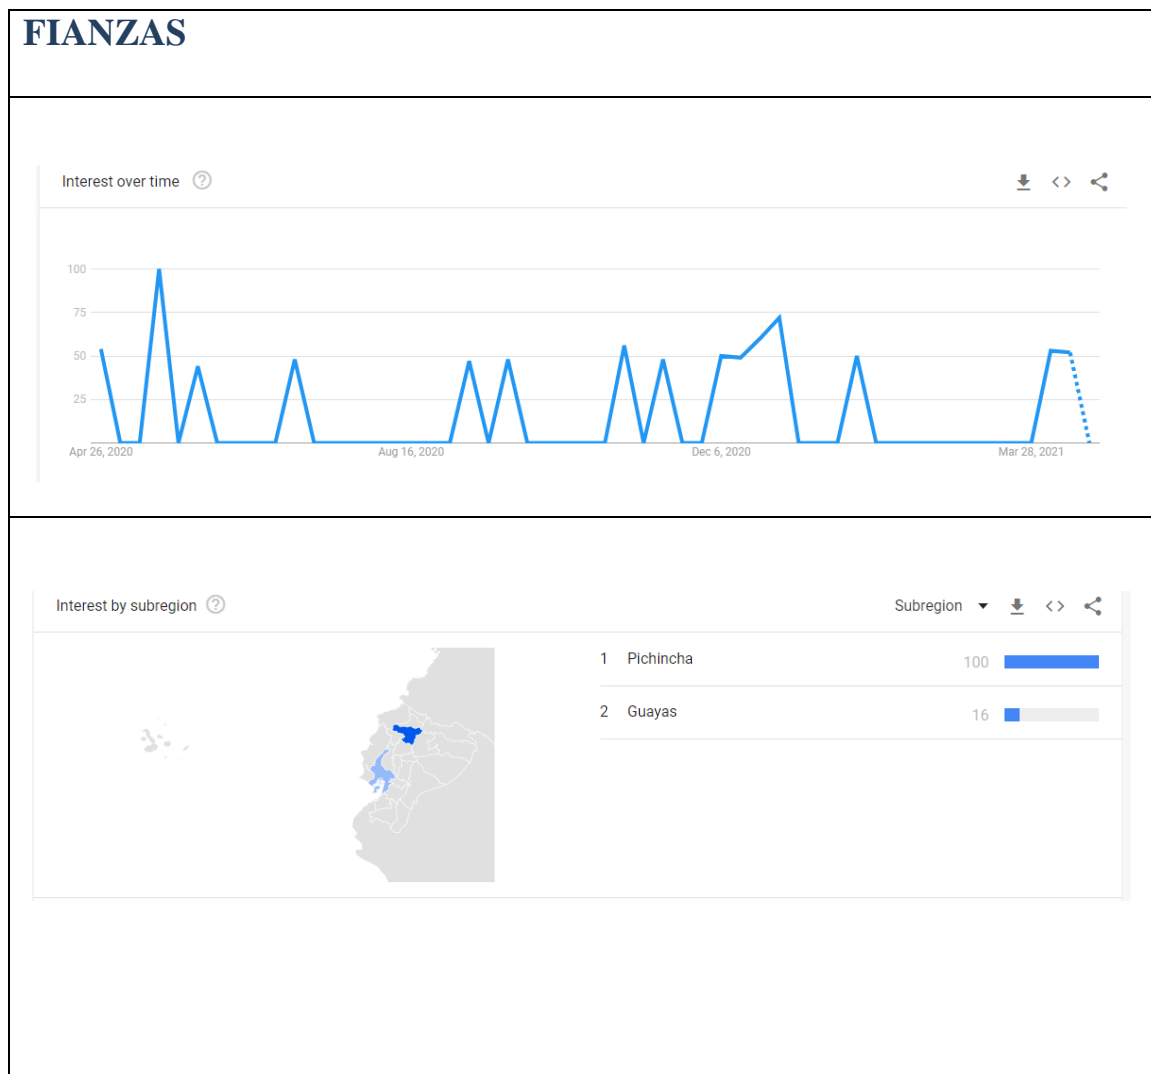 FIANZAS
Interest over time
100
75
50
25
Apr 26, 2020 Aug 16, 2020 Dec 6, 2020 Mar 28, 2021
Interest by subregion Subregion
1 Pichincha 100
2 Guayas 16